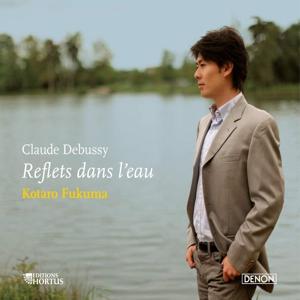 Claude Debussy
Reflets dans l'eau
Kotaro Fukuma
EDITIONS
HORTUS
DENON